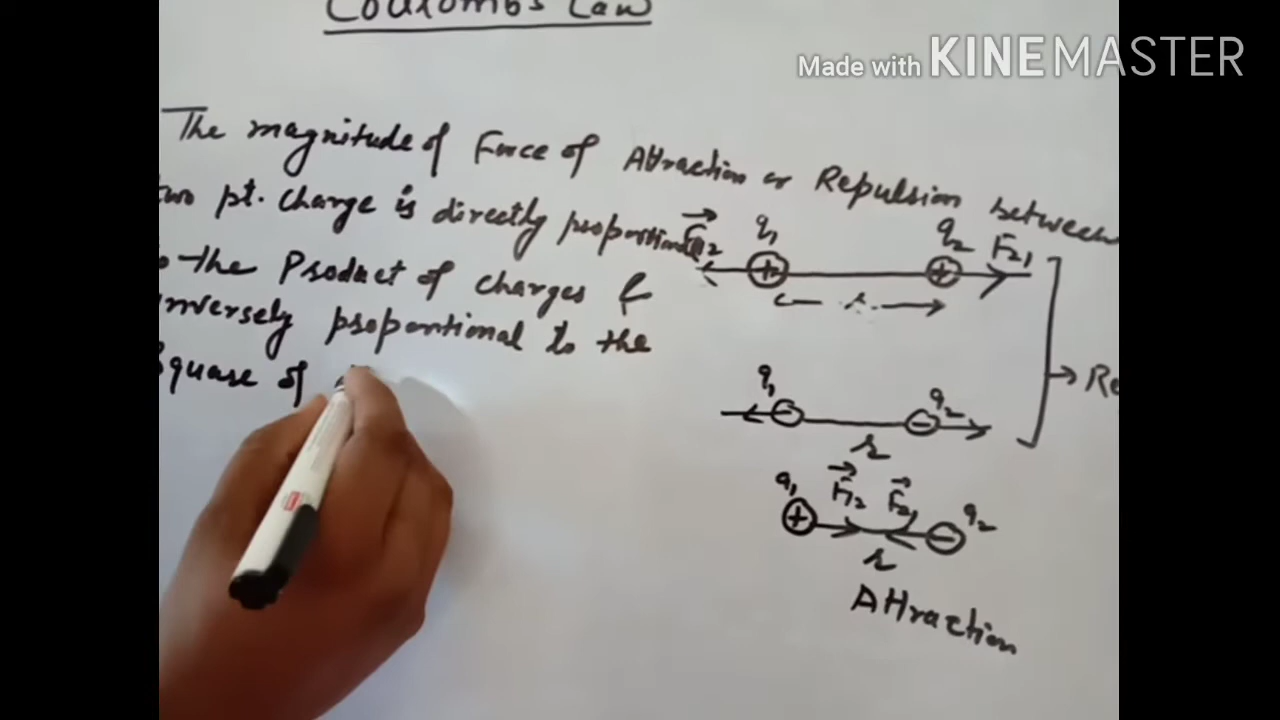 Coulombs Law
Made with KINEMASTER
The magnitude of Force of Attraction or Repulsion between
two pt. charge is directly proportional
to the Product of charges &
inversely proportional to the
Square of
F12 q1 q2 F21
r
q1 q2
r
Re
q1 F12 F21 q2
r
Attraction